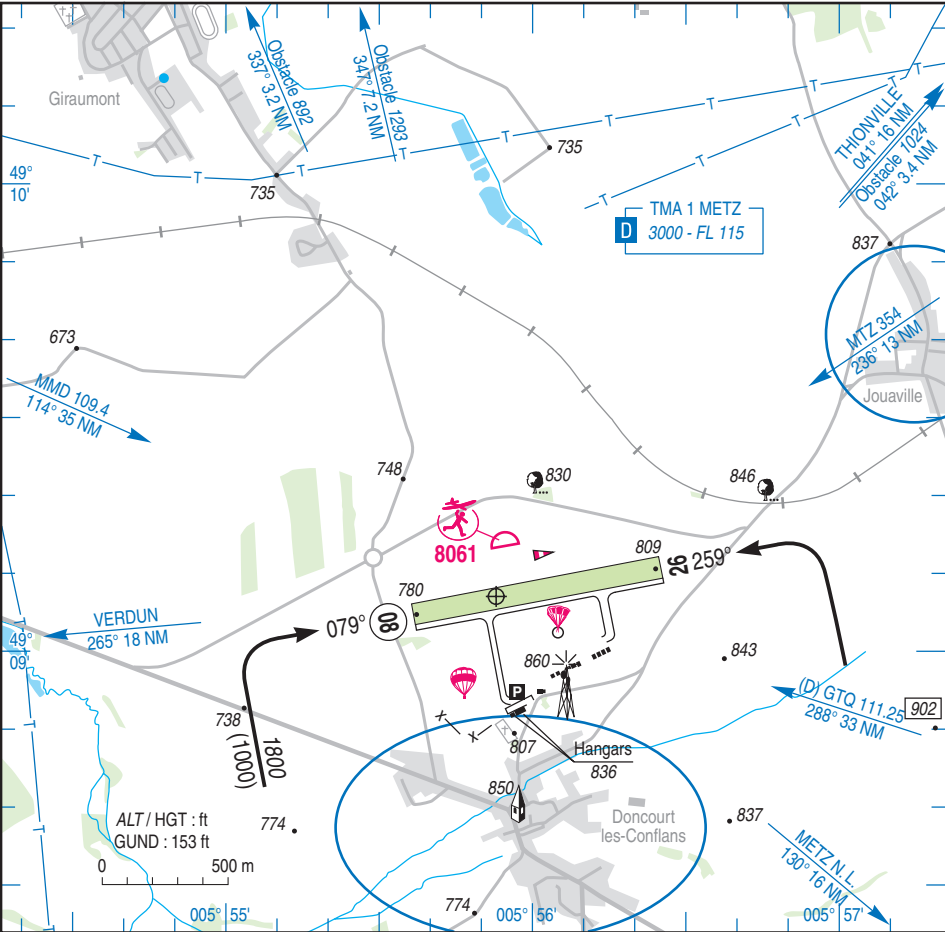 Giraumont
Obstacle 892
337° 3.2 NM
Obstacle 1293
347° 7.2 NM
T
T
T
T
T
T
T
T
T
T
T
THIONVILLE
041° 16 NM
Obstacle 1024
042° 3.4 NM
735
735
49°
10'
TMA 1 METZ
D
3000 - FL 115
837
673
MTZ 354
236° 13 NM
Jouaville
MMD 109.4
114° 35 NM
748
830
846
8061
809
26
259°
780
079°
08
VERDUN
265° 18 NM
49°
09'
T
860
843
P
(D) GTQ 111.25
288° 33 NM
902
738
1800
(1000)
X
X
807
Hangars
836
850
Doncourt
les-Conflans
ALT / HGT : ft
GUND : 153 ft
0
500 m
774
837
METZ N.L.
130° 16 NM
T
774
005° 55'
005° 56'
005° 57'
T